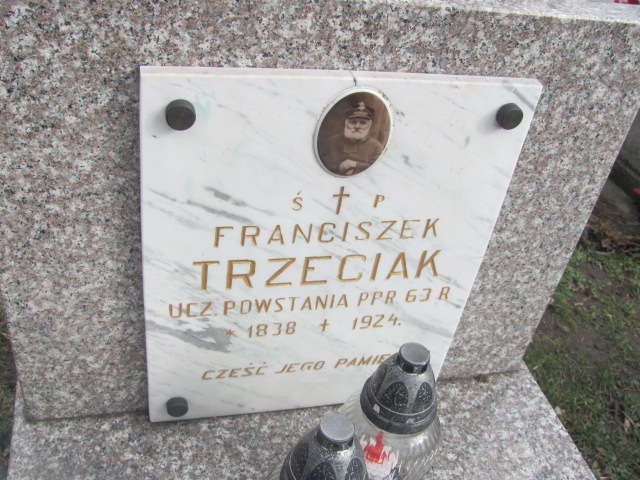 Ś † P
FRANCISZEK
TRZECIAK
UCZ POWSTANIA PPR 63 R
* 1838 † 1924.
CZEŚĆ JEGO